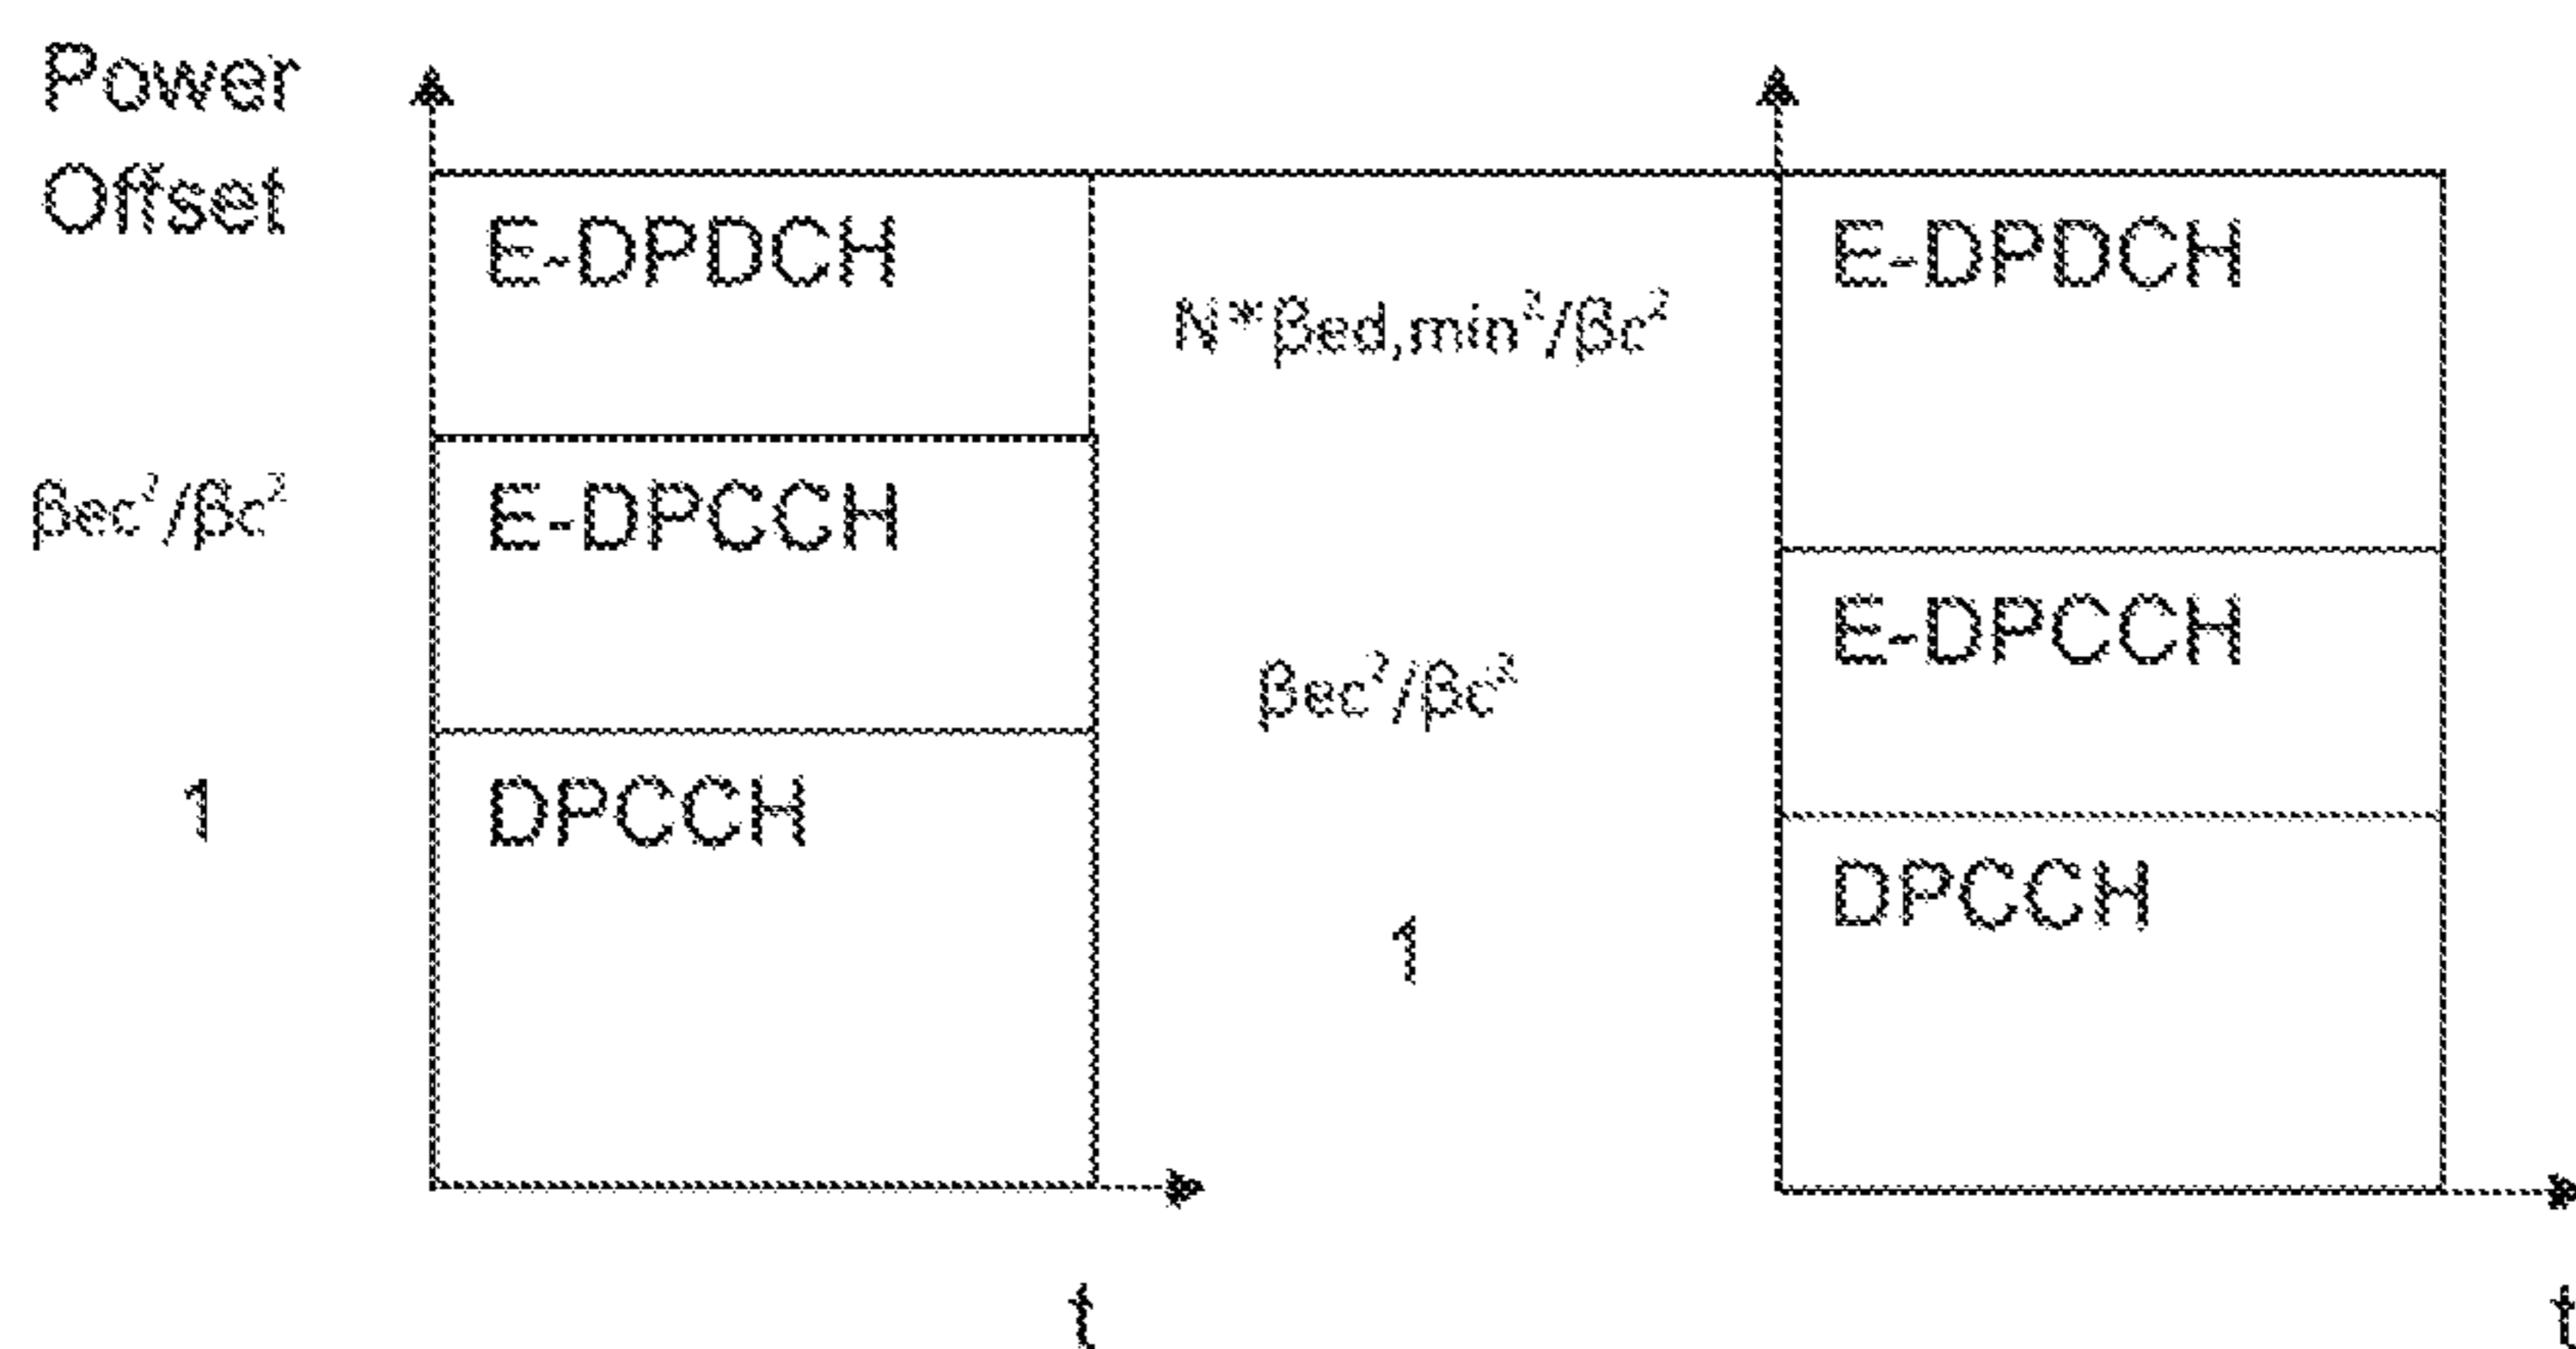 Power
Offset
E-DPDCH
βec²/βc²
E-DPCCH
1
DPCCH
t
N*βed,min²/βc²
E-DPDCH
βec²/βc²
E-DPCCH
1
DPCCH
t